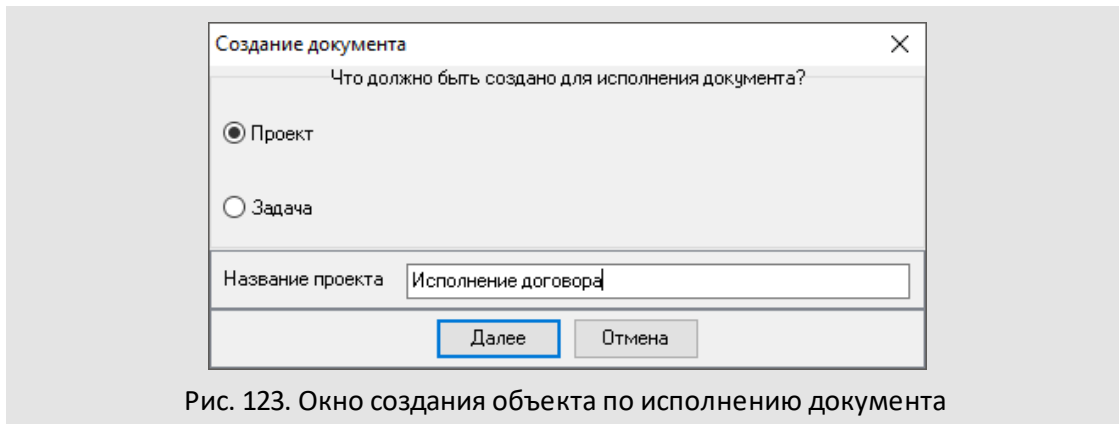 Создание документа
Что должно быть создано для исполнения документа?
Проект
Задача
Название проекта Исполнение договора
Далее Отмена
Рис. 123. Окно создания объекта по исполнению документа